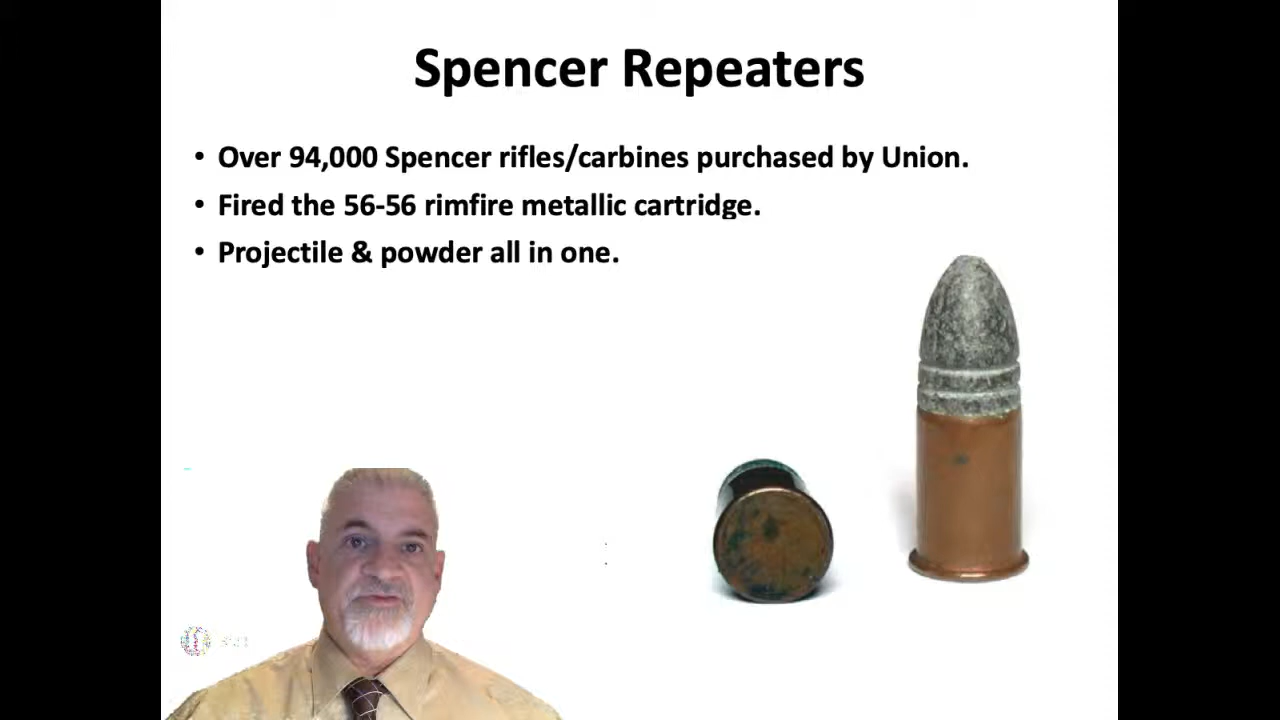 Spencer Repeaters
• Over 94,000 Spencer rifles/carbines purchased by Union.
• Fired the 56-56 rimfire metallic cartridge.
• Projectile & powder all in one.